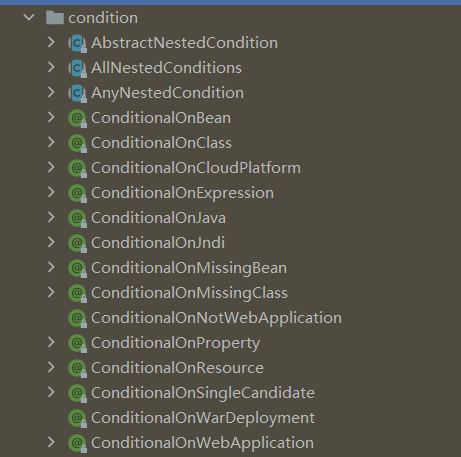 condition
AbstractNestedCondition
AllNestedConditions
AnyNestedCondition
ConditionalOnBean
ConditionalOnClass
ConditionalOnCloudPlatform
ConditionalOnExpression
ConditionalOnJava
ConditionalOnJndi
ConditionalOnMissingBean
ConditionalOnMissingClass
ConditionalOnNotWebApplication
ConditionalOnProperty
ConditionalOnResource
ConditionalOnSingleCandidate
ConditionalOnWarDeployment
ConditionalOnWebApplication